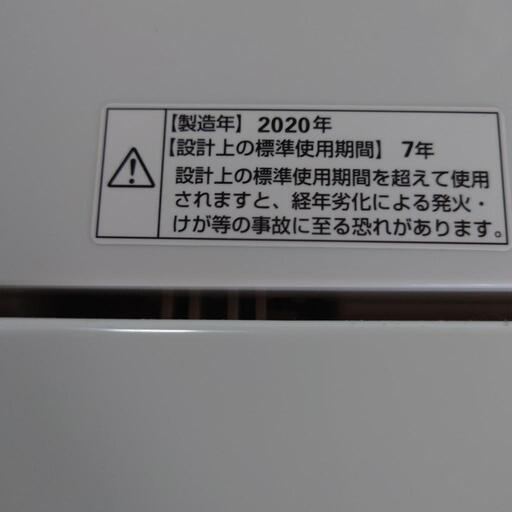 【製造年】 2020年
【設計上の標準使用期間】 7年
設計上の標準使用期間を超えて使用
されますと、経年劣化による発火・
けが等の事故に至る恐れがあります。